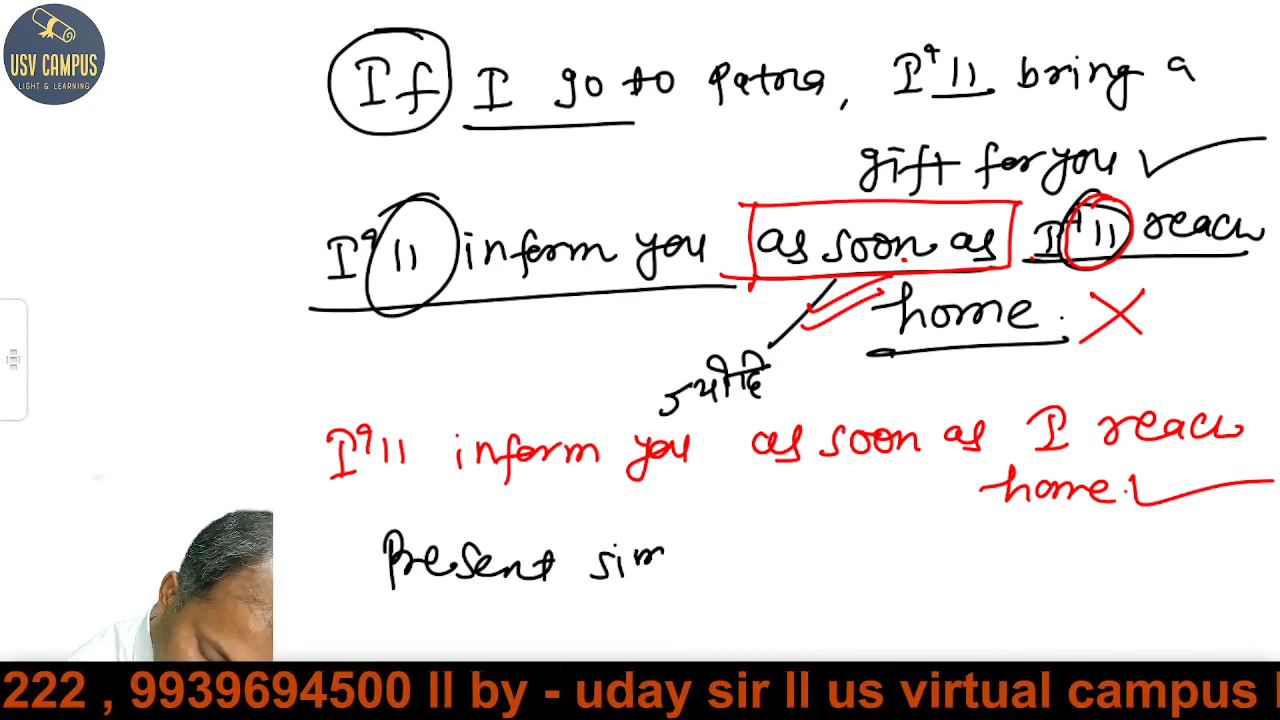 USV CAMPUS
LIGHT & LEARNING
If I go to Patna, I'll bring a
gift for you
I'll inform you as soon as I'll reach
home.
ज्योंहि
I'll inform you as soon as I reach
home.
Present sim
222 , 9939694500 ll by - uday sir ll us virtual campus